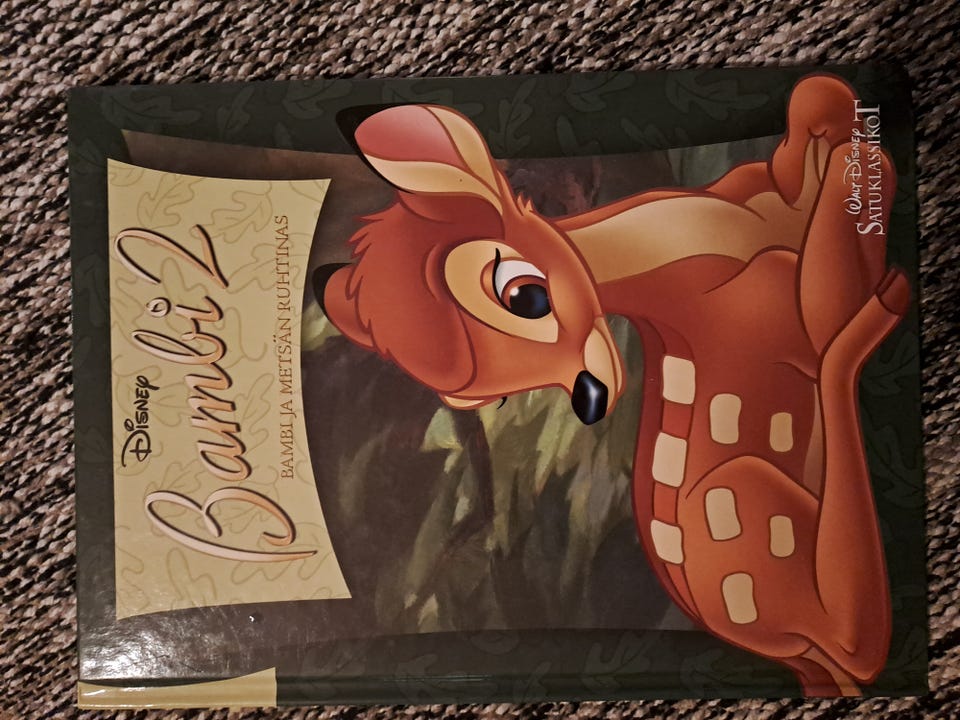 Disney
Bambi 2
BAMBI JA METSÄN RUHTINAS
WALT DISNEY
SATUKLASSIKOT